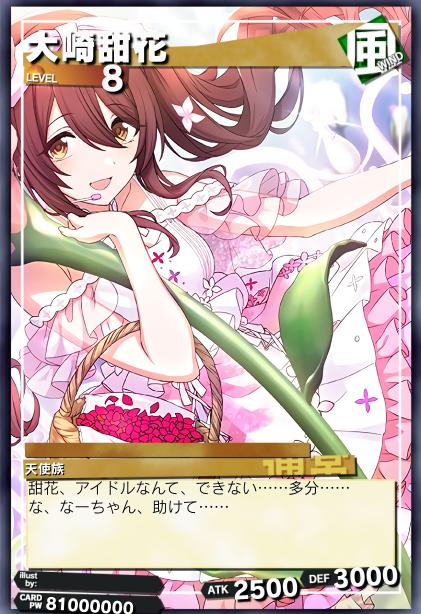 大崎甜花
風
WIND
LEVEL 8
天使族
甜花、アイドルなんて、できない……多分……
な、なーちゃん、助けて……
illust by:
CARD PW 81000000
ATK 2500 DEF 3000